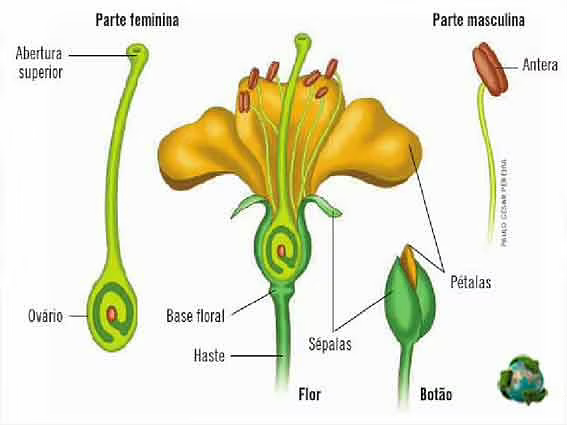 Parte feminina
Parte masculina
Abertura
superior
Antera
PAULO CESAR PEREIRA
Ovário
Base floral
Haste
Sépalas
Pétalas
Flor
Botão